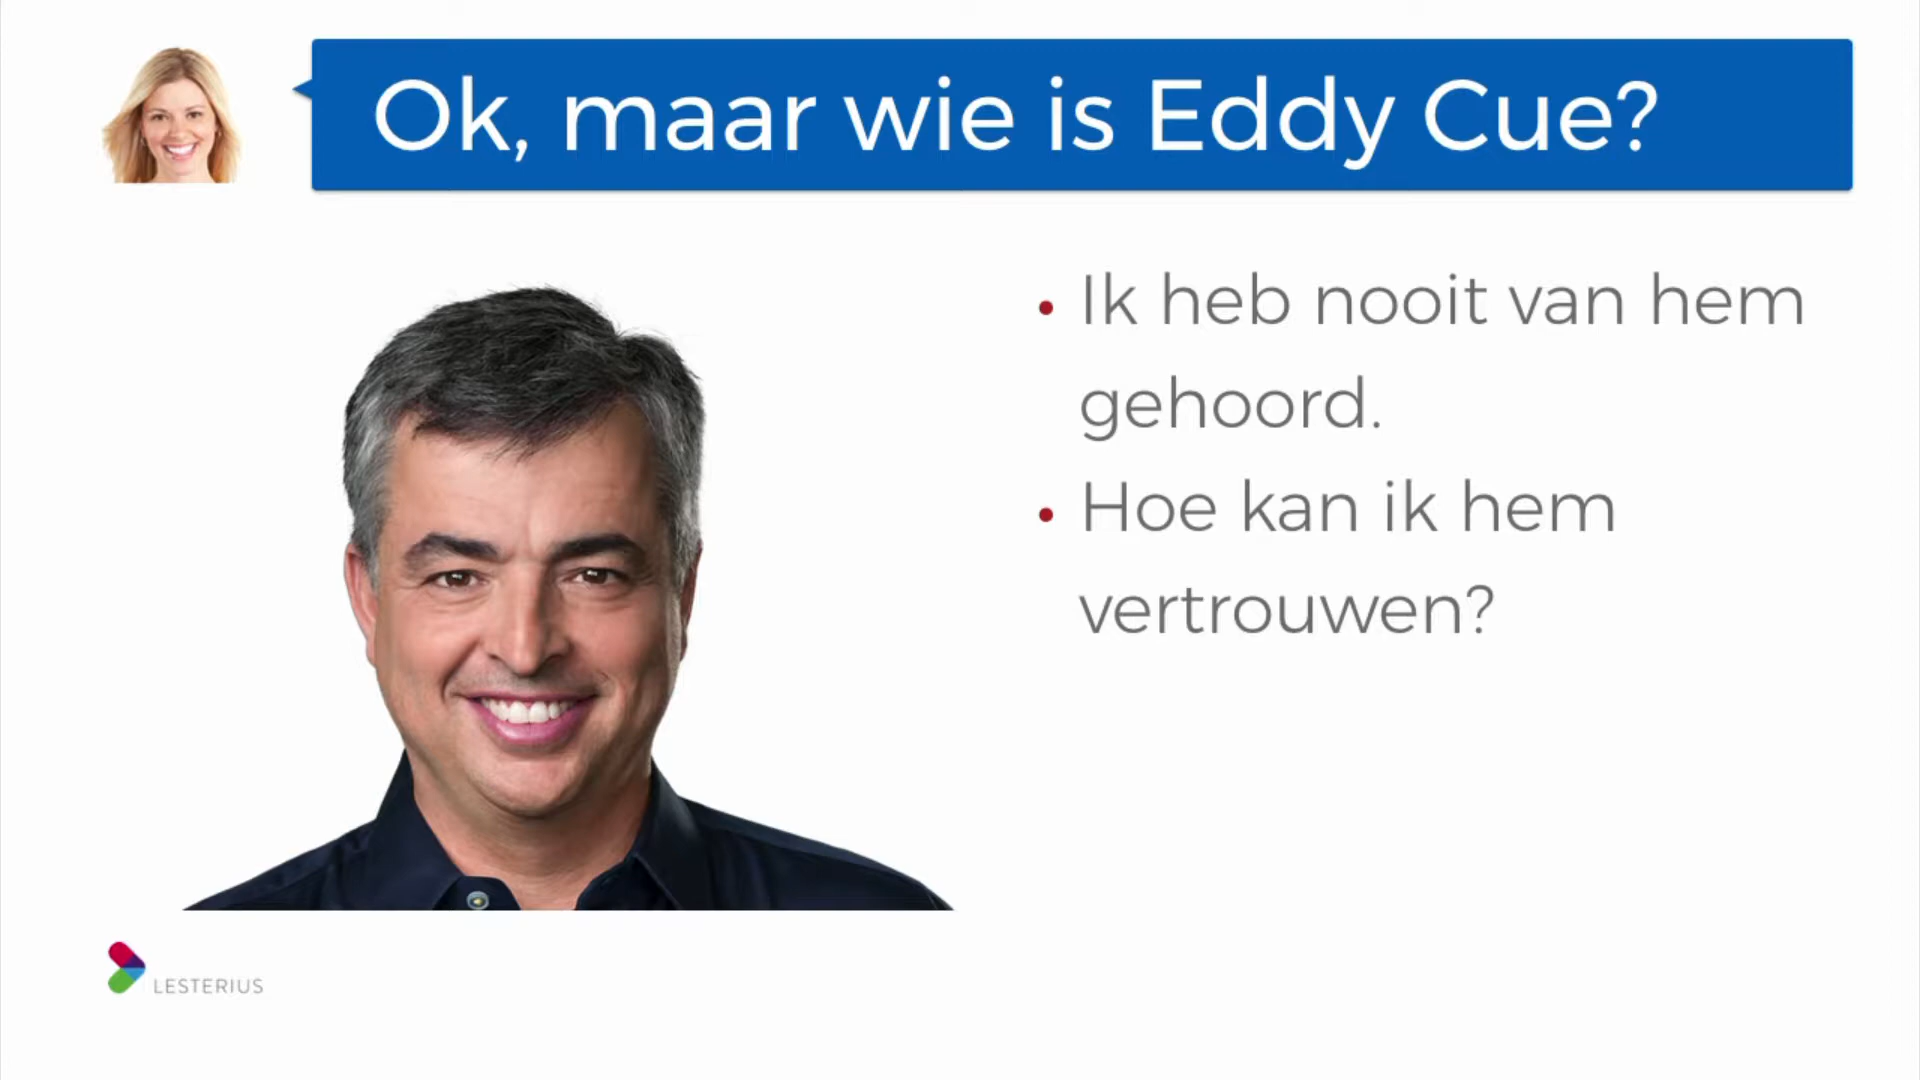 Ok, maar wie is Eddy Cue?
• Ik heb nooit van hem
gehoord.
• Hoe kan ik hem
vertrouwen?
LESTERIUS